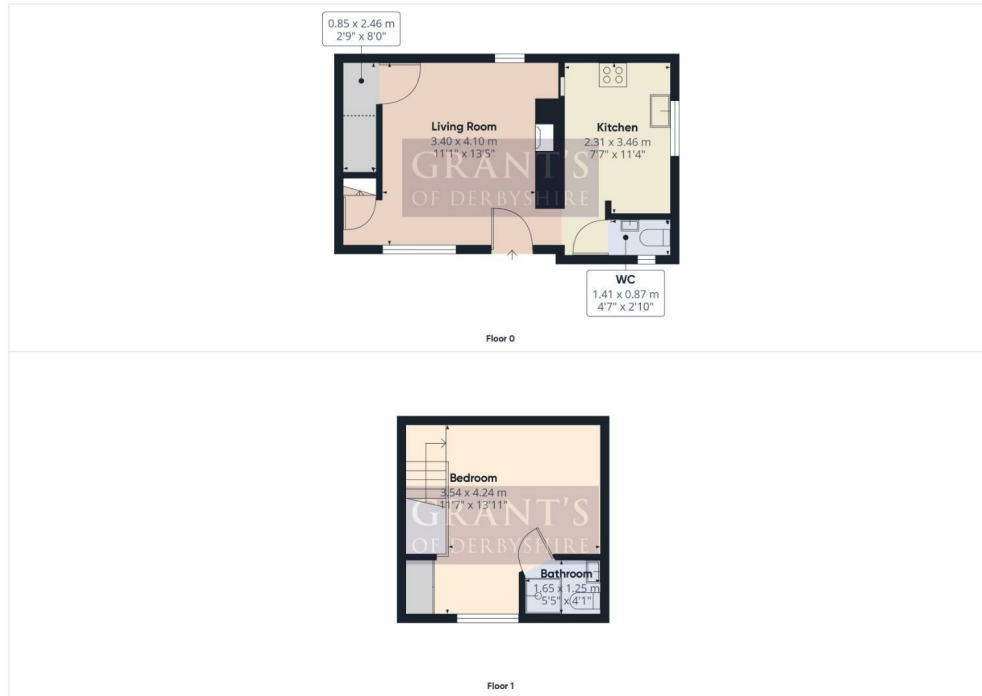 0.85 x 2.46 m
2'9" x 8'0"
Living Room
3.40 x 4.10 m
11'1" x 13'5"
Kitchen
2.31 x 3.46 m
7'7" x 11'4"
GRANT'S
OF DERBYSHIRE
WC
1.41 x 0.87 m
4'7" x 2'10"
Floor 0
Bedroom
3.54 x 4.24 m
11'7" x 13'11"
GRANT'S
OF DERBYSHIRE
Bathroom
1.65 x 1.25 m
5'5" x 4'1"
Floor 1